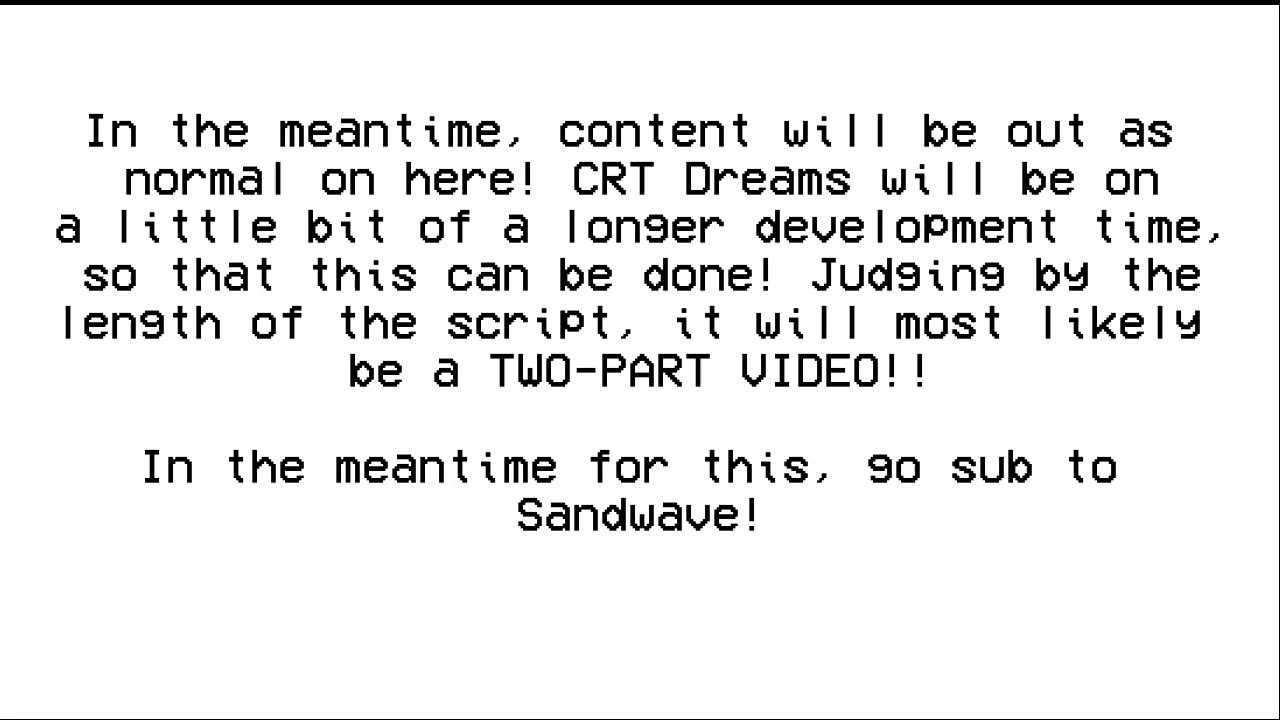 In the meantime, content will be out as
normal on here! CRT Dreams will be on
a little bit of a longer development time,
so that this can be done! Judging by the
length of the script, it will most likely
be a TWO-PART VIDEO!!
In the meantime for this, go sub to
Sandwave!